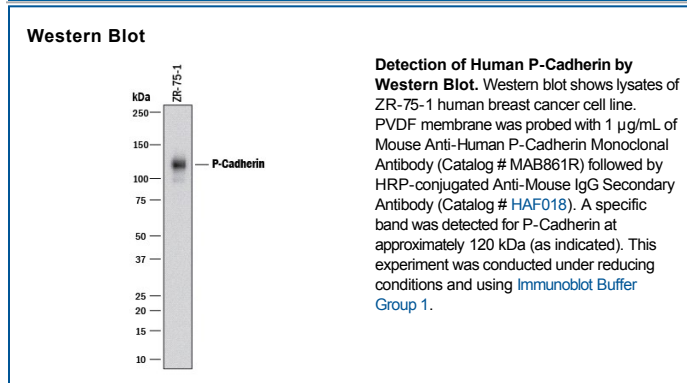 Western Blot
ZR-75-1
kDa
250
150
P-Cadherin
100
75
50
37
25
20
15
10
Detection of Human P-Cadherin by
Western Blot. Western blot shows lysates of
ZR-75-1 human breast cancer cell line.
PVDF membrane was probed with 1 µg/mL of
Mouse Anti-Human P-Cadherin Monoclonal
Antibody (Catalog # MAB861R) followed by
HRP-conjugated Anti-Mouse IgG Secondary
Antibody (Catalog # HAF018). A specific
band was detected for P-Cadherin at
approximately 120 kDa (as indicated). This
experiment was conducted under reducing
conditions and using Immunoblot Buffer
Group 1.